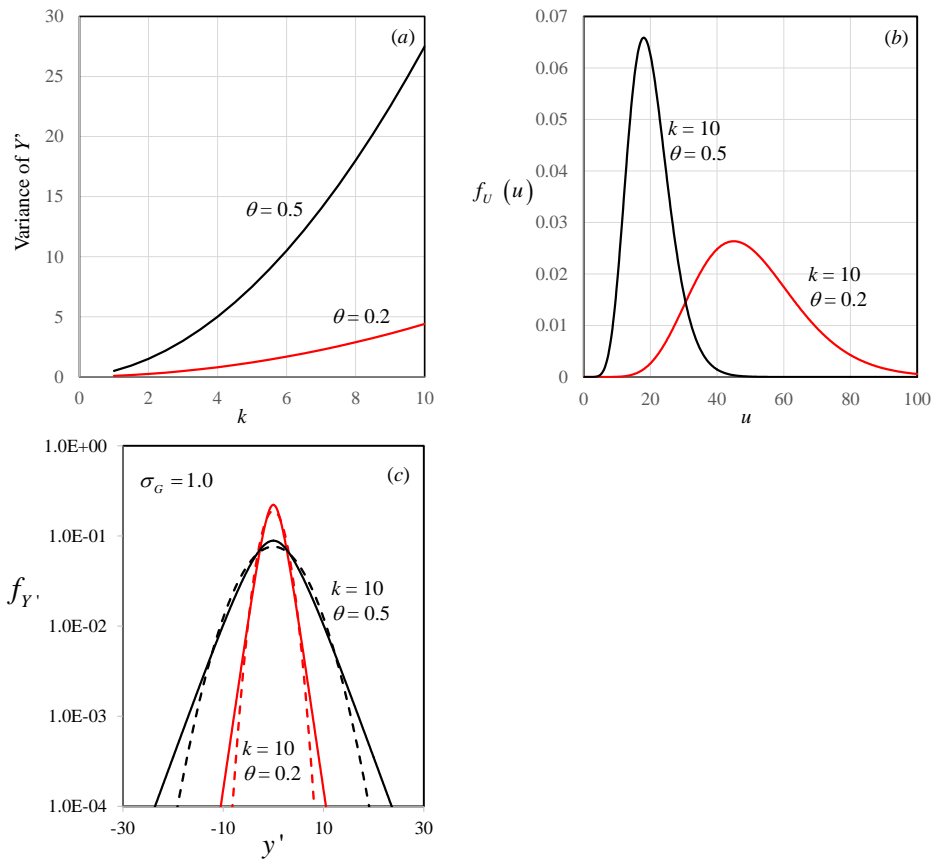 (a)
30
25
20
15
10
5
0
Variance of Y'
θ = 0.5
θ = 0.2
0 2 4 6 8 10
k
(b)
0.07
0.06
0.05
0.04
0.03
0.02
0.01
0
f_U (u)
k = 10
θ = 0.5
k = 10
θ = 0.2
0 20 40 60 80 100
u
(c)
σ_G = 1.0
1.0E+00
1.0E-01
1.0E-02
1.0E-03
1.0E-04
f_Y'
k = 10
θ = 0.5
k = 10
θ = 0.2
-30 -10 10 30
y'